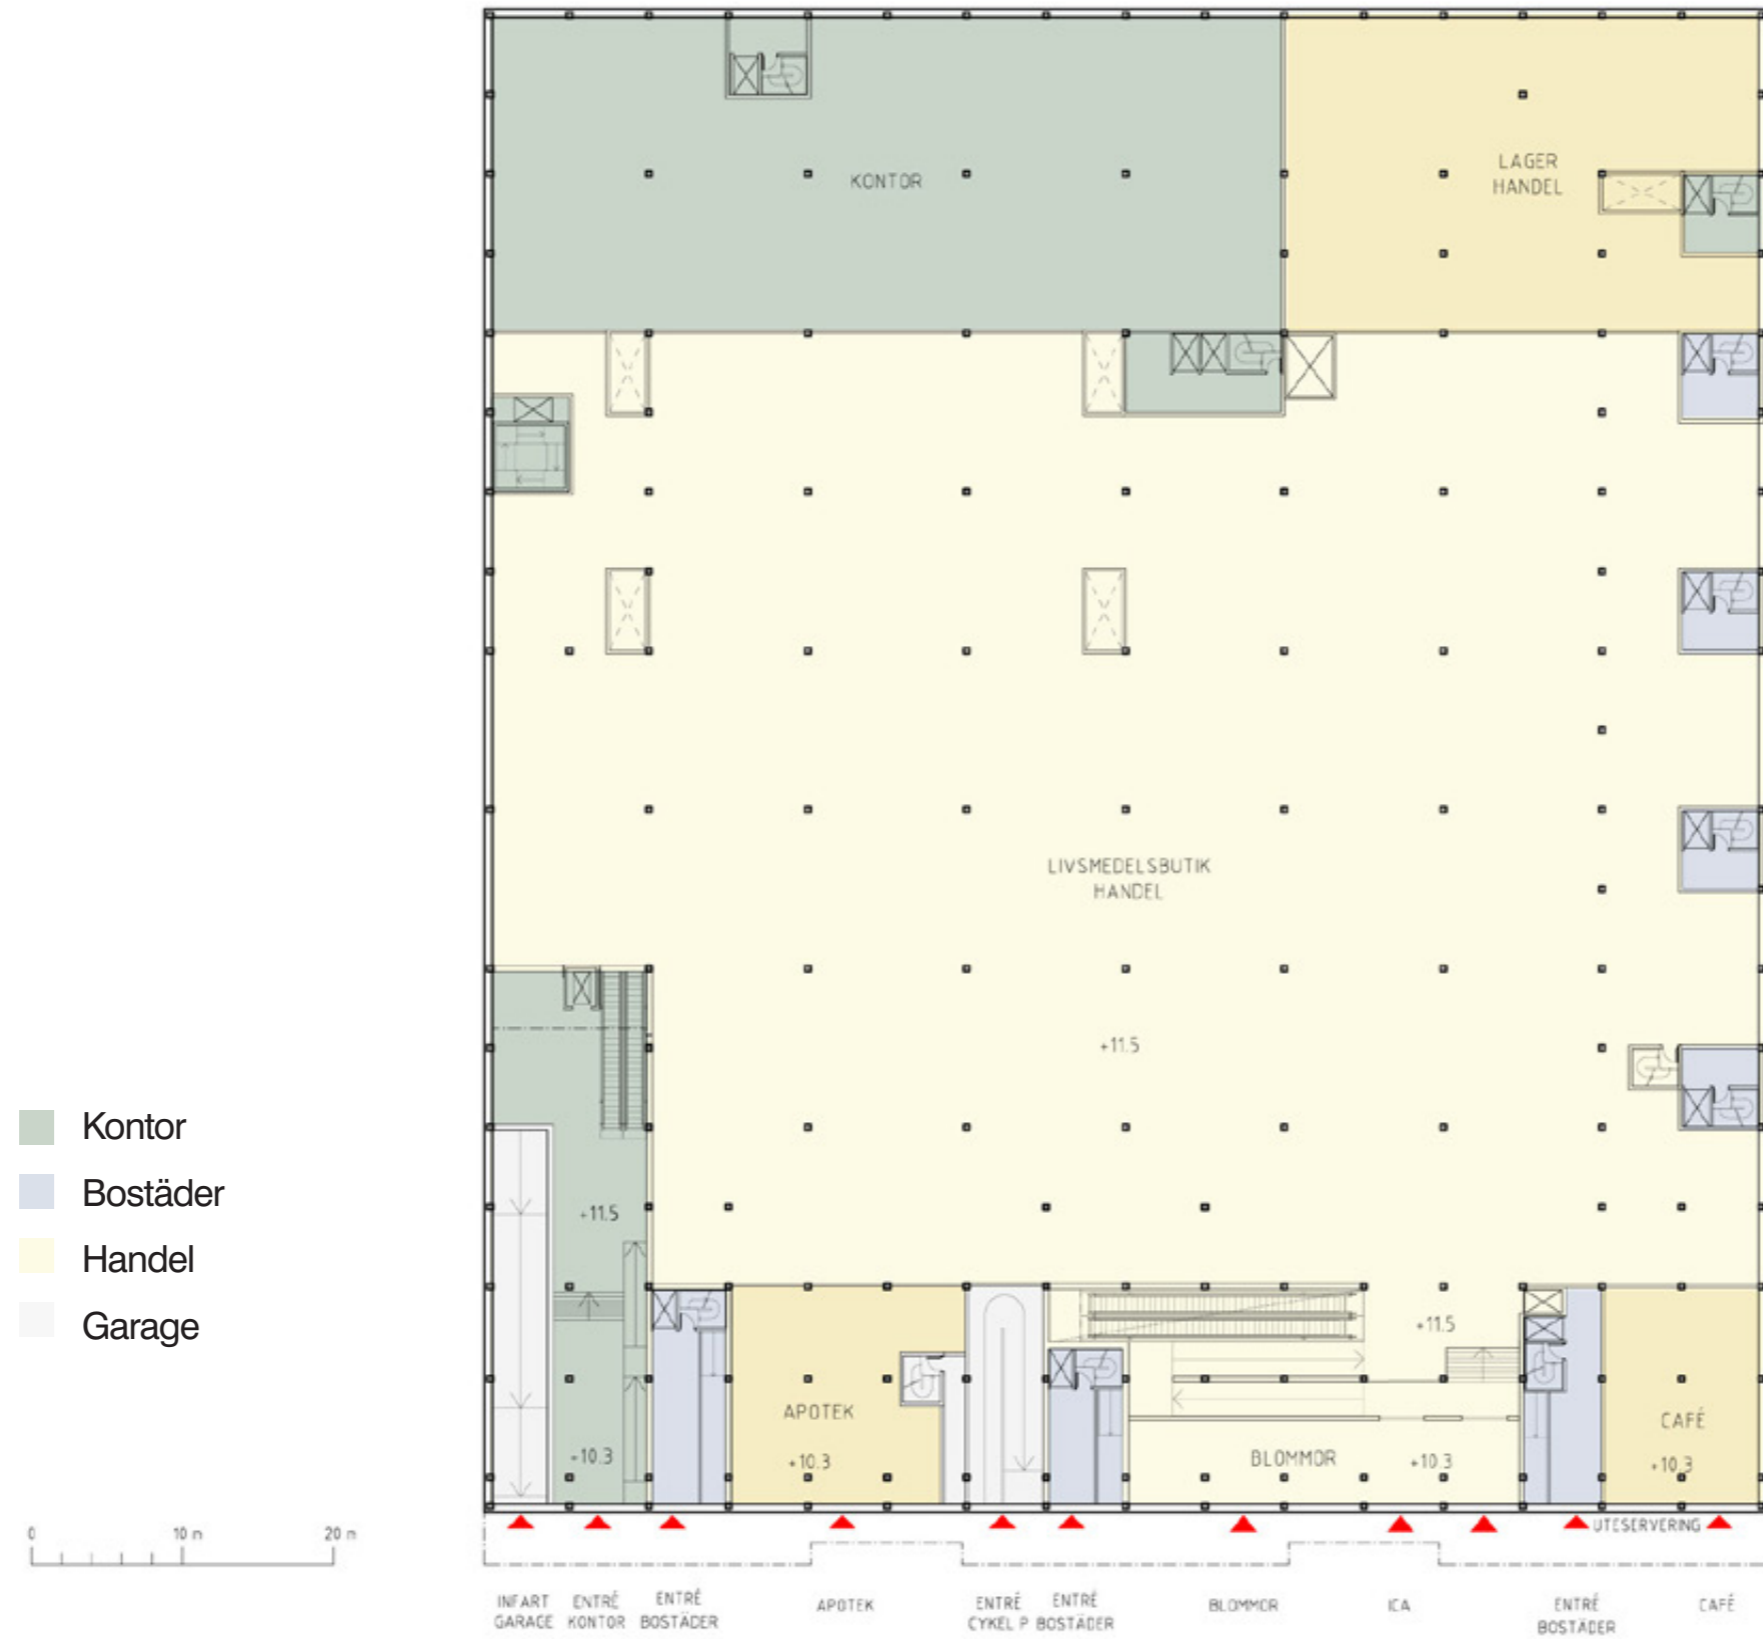 KONTOR
LAGER
HANDEL
LIVSMEDELSBUTIK
HANDEL
+11.5
Kontor
Bostäder
Handel
Garage
+11.5
+11.5
APOTEK
+10.3
+10.3
BLOMMOR
+10.3
CAFÉ
+10.3
UTESERVERING
0
10 m
20 m
INFART
GARAGE
ENTRÉ
KONTOR
ENTRÉ
BOSTÄDER
APOTEK
ENTRÉ
CYKEL P
ENTRÉ
BOSTÄDER
BLOMMOR
ICA
ENTRÉ
BOSTÄDER
CAFÉ